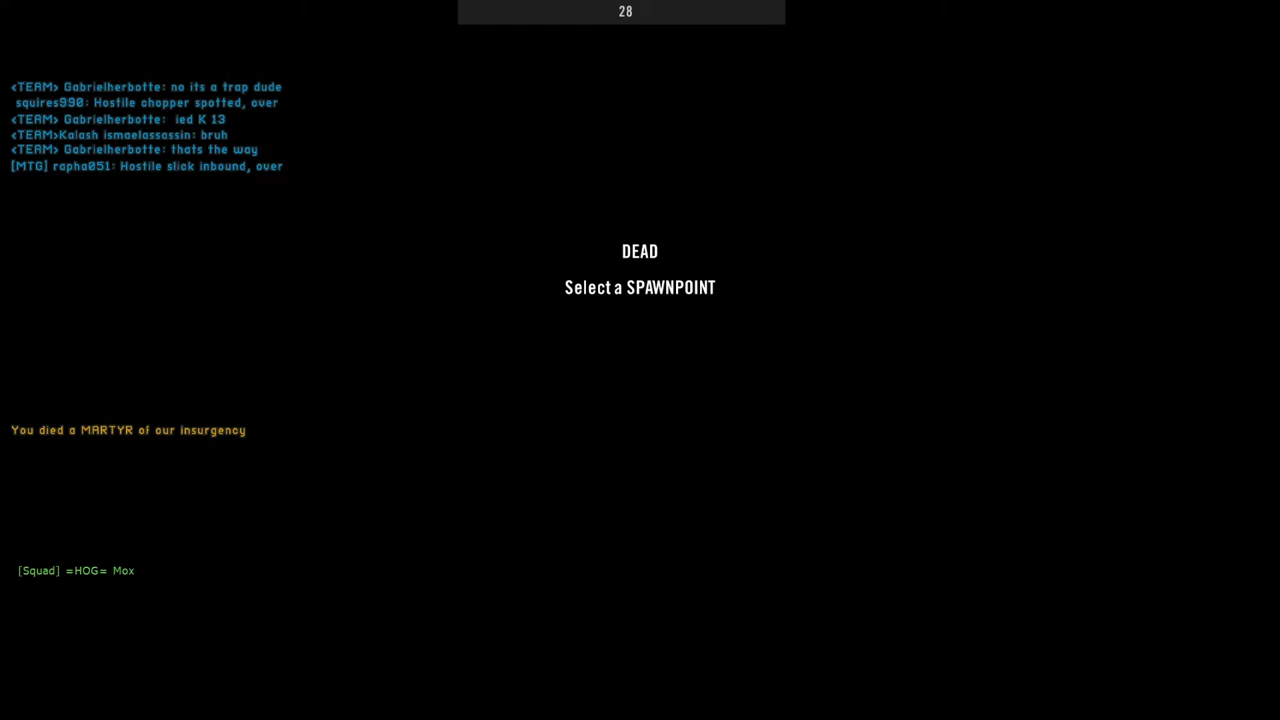 28
<TEAM> Gabrielherbotte: no its a trap dude
squires990: Hostile chopper spotted, over
<TEAM> Gabrielherbotte:  ied K 13
<TEAM>Kalash ismaelassassin: bruh
<TEAM> Gabrielherbotte: thats the way
[MTG] rapha051: Hostile slick inbound, over
DEAD
Select a SPAWNPOINT
You died a MARTYR of our insurgency
[Squad] =HOG= Mox